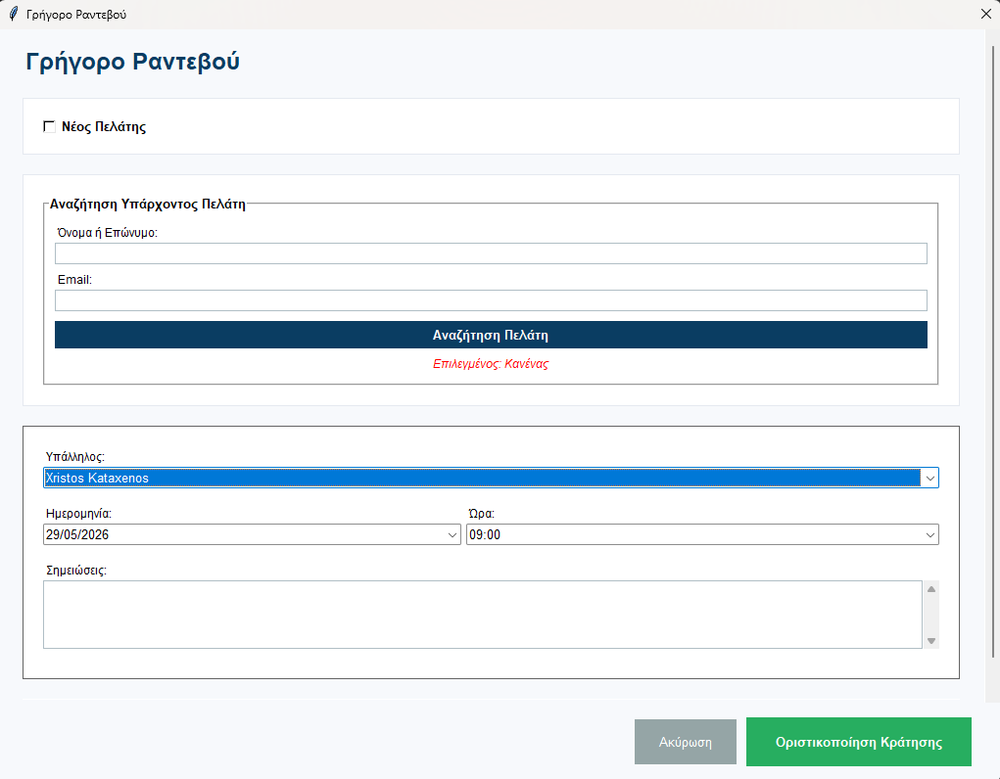 Γρήγορο Ραντεβού
Γρήγορο Ραντεβού
Νέος Πελάτης
Αναζήτηση Υπάρχοντος Πελάτη
Όνομα ή Επώνυμο:
Email:
Αναζήτηση Πελάτη
Επιλεγμένος: Κανένας
Υπάλληλος:
Xristos Kataxenos
Ημερομηνία: Ώρα:
29/05/2026 09:00
Σημειώσεις:
Ακύρωση Οριστικοποίηση Κράτησης